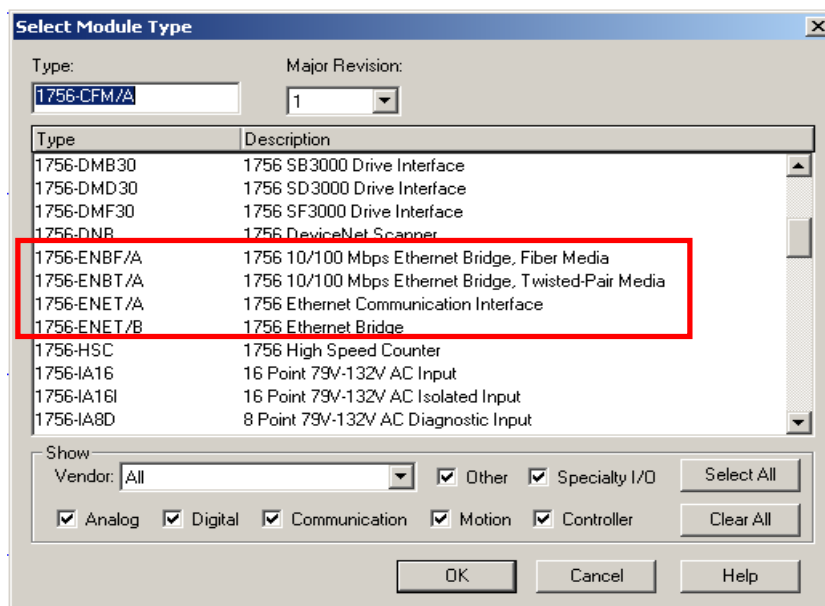 Select Module Type
Type: Major Revision:
1756-CFM/A 1
Type Description
1756-DMB30 1756 SB3000 Drive Interface
1756-DMD30 1756 SD3000 Drive Interface
1756-DMF30 1756 SF3000 Drive Interface
1756-DNB 1756 DeviceNet Scanner
1756-ENBF/A 1756 10/100 Mbps Ethernet Bridge, Fiber Media
1756-ENBT/A 1756 10/100 Mbps Ethernet Bridge, Twisted-Pair Media
1756-ENET/A 1756 Ethernet Communication Interface
1756-ENET/B 1756 Ethernet Bridge
1756-HSC 1756 High Speed Counter
1756-IA16 16 Point 79V-132V AC Input
1756-IA16I 16 Point 79V-132V AC Isolated Input
1756-IA8D 8 Point 79V-132V AC Diagnostic Input
Show
Vendor: All Other Specialty I/O Select All
Analog Digital Communication Motion Controller Clear All
OK Cancel Help